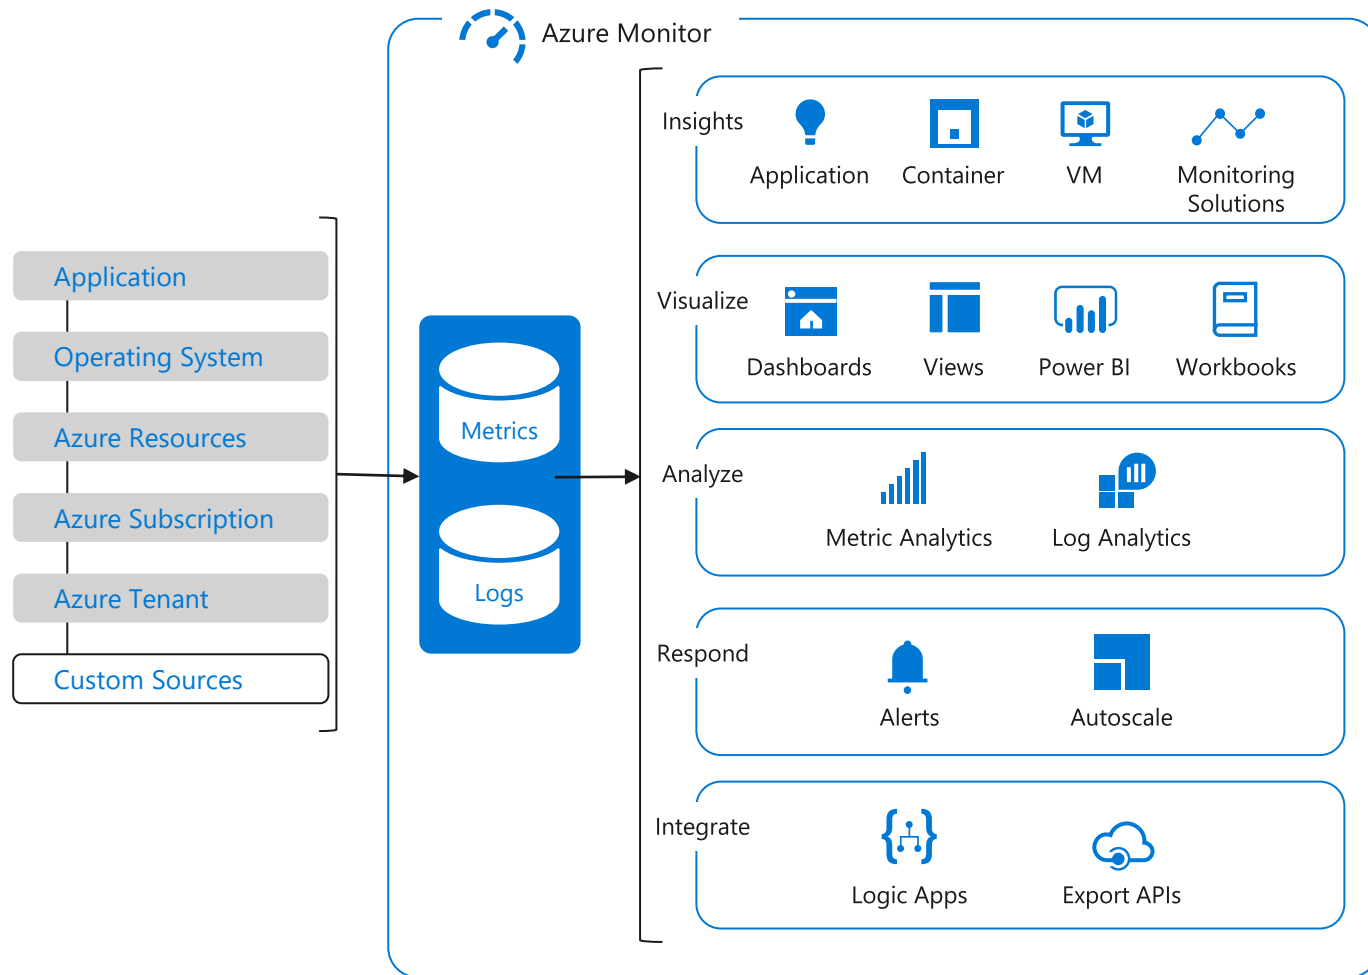 Azure Monitor
Application
Operating System
Azure Resources
Azure Subscription
Azure Tenant
Custom Sources
Metrics
Logs
Insights
Application
Container
VM
Monitoring
Solutions
Visualize
Dashboards
Views
Power BI
Workbooks
Analyze
Metric Analytics
Log Analytics
Respond
Alerts
Autoscale
Integrate
Logic Apps
Export APIs